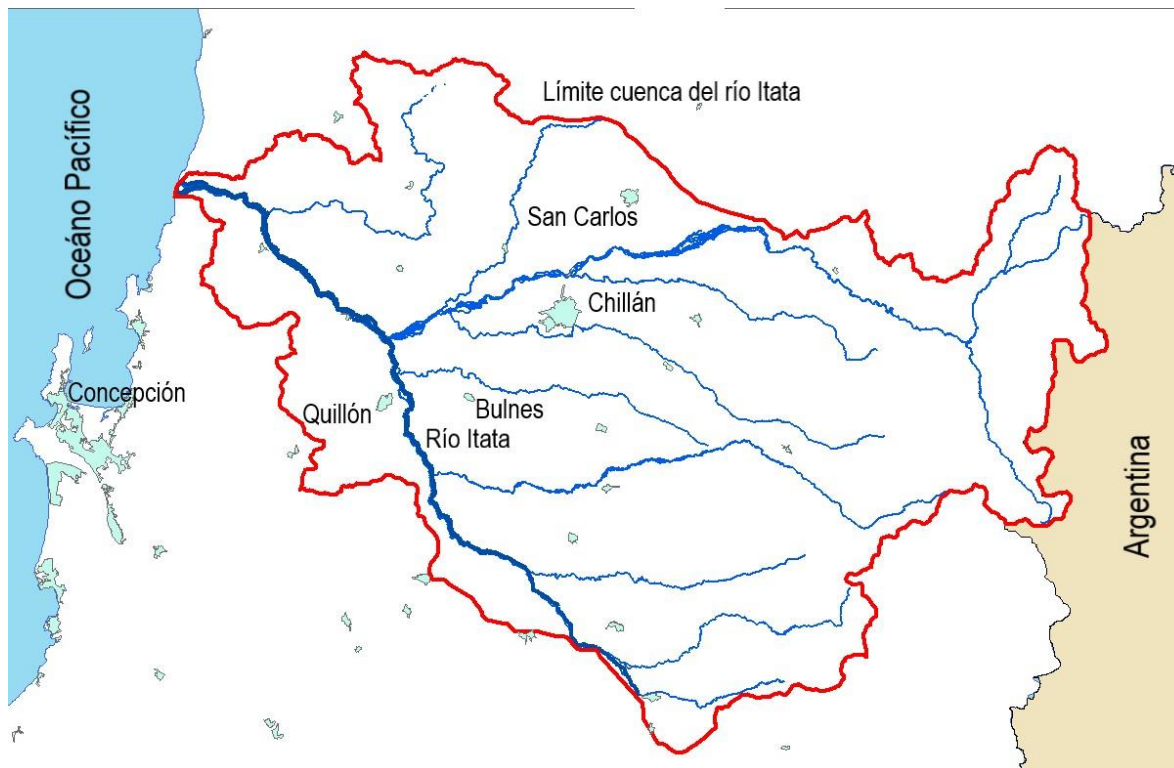 Límite cuenca del río Itata
Océano Pacífico
San Carlos
Chillán
Concepción
Quillón
Bulnes
Río Itata
Argentina